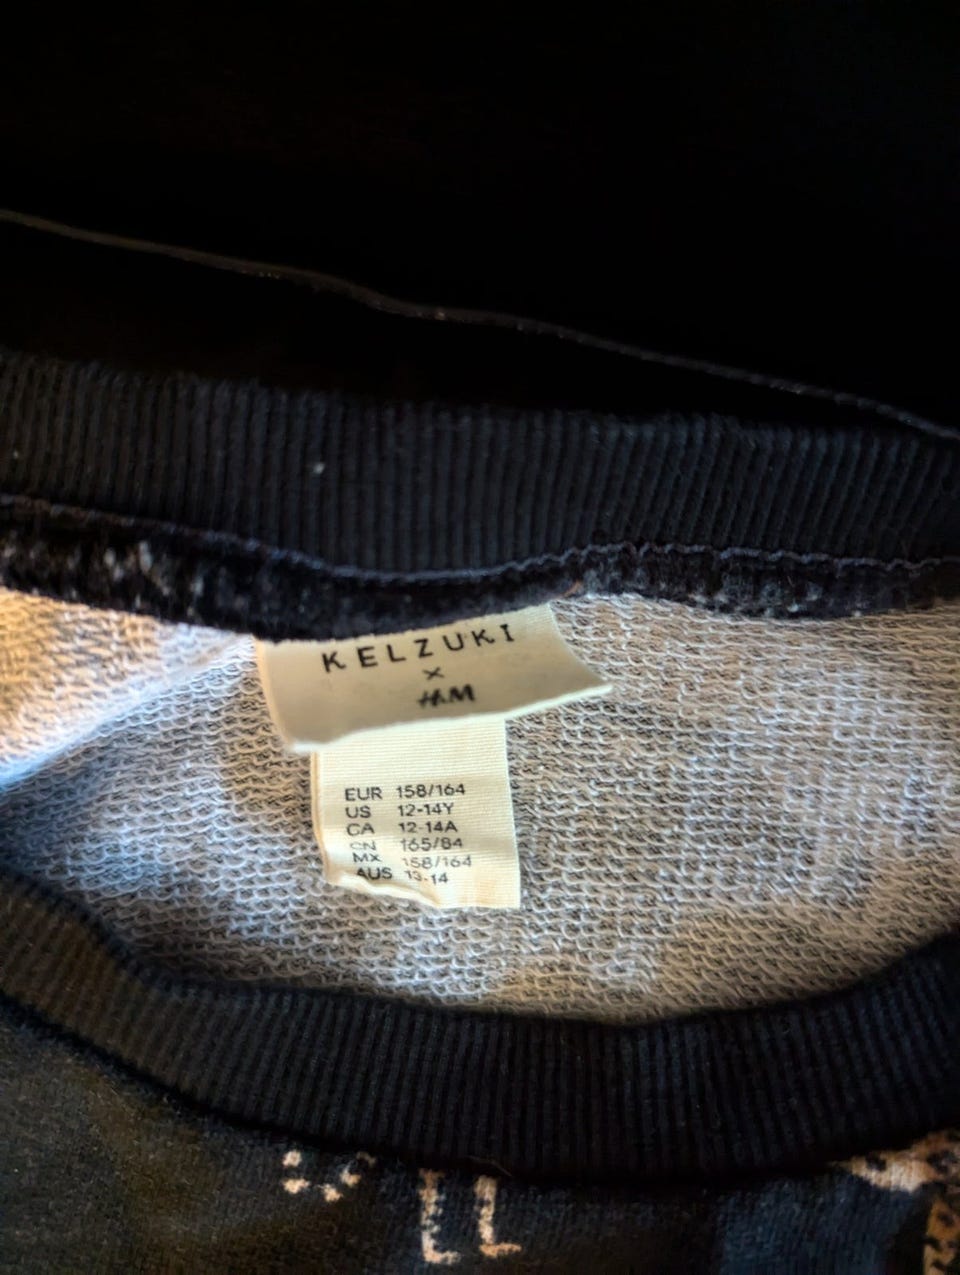 KELZUKI
×
H&M
EUR 158/164
US 12-14Y
CA 12-14A
CN 165/84
MX 158/164
AUS 13-14